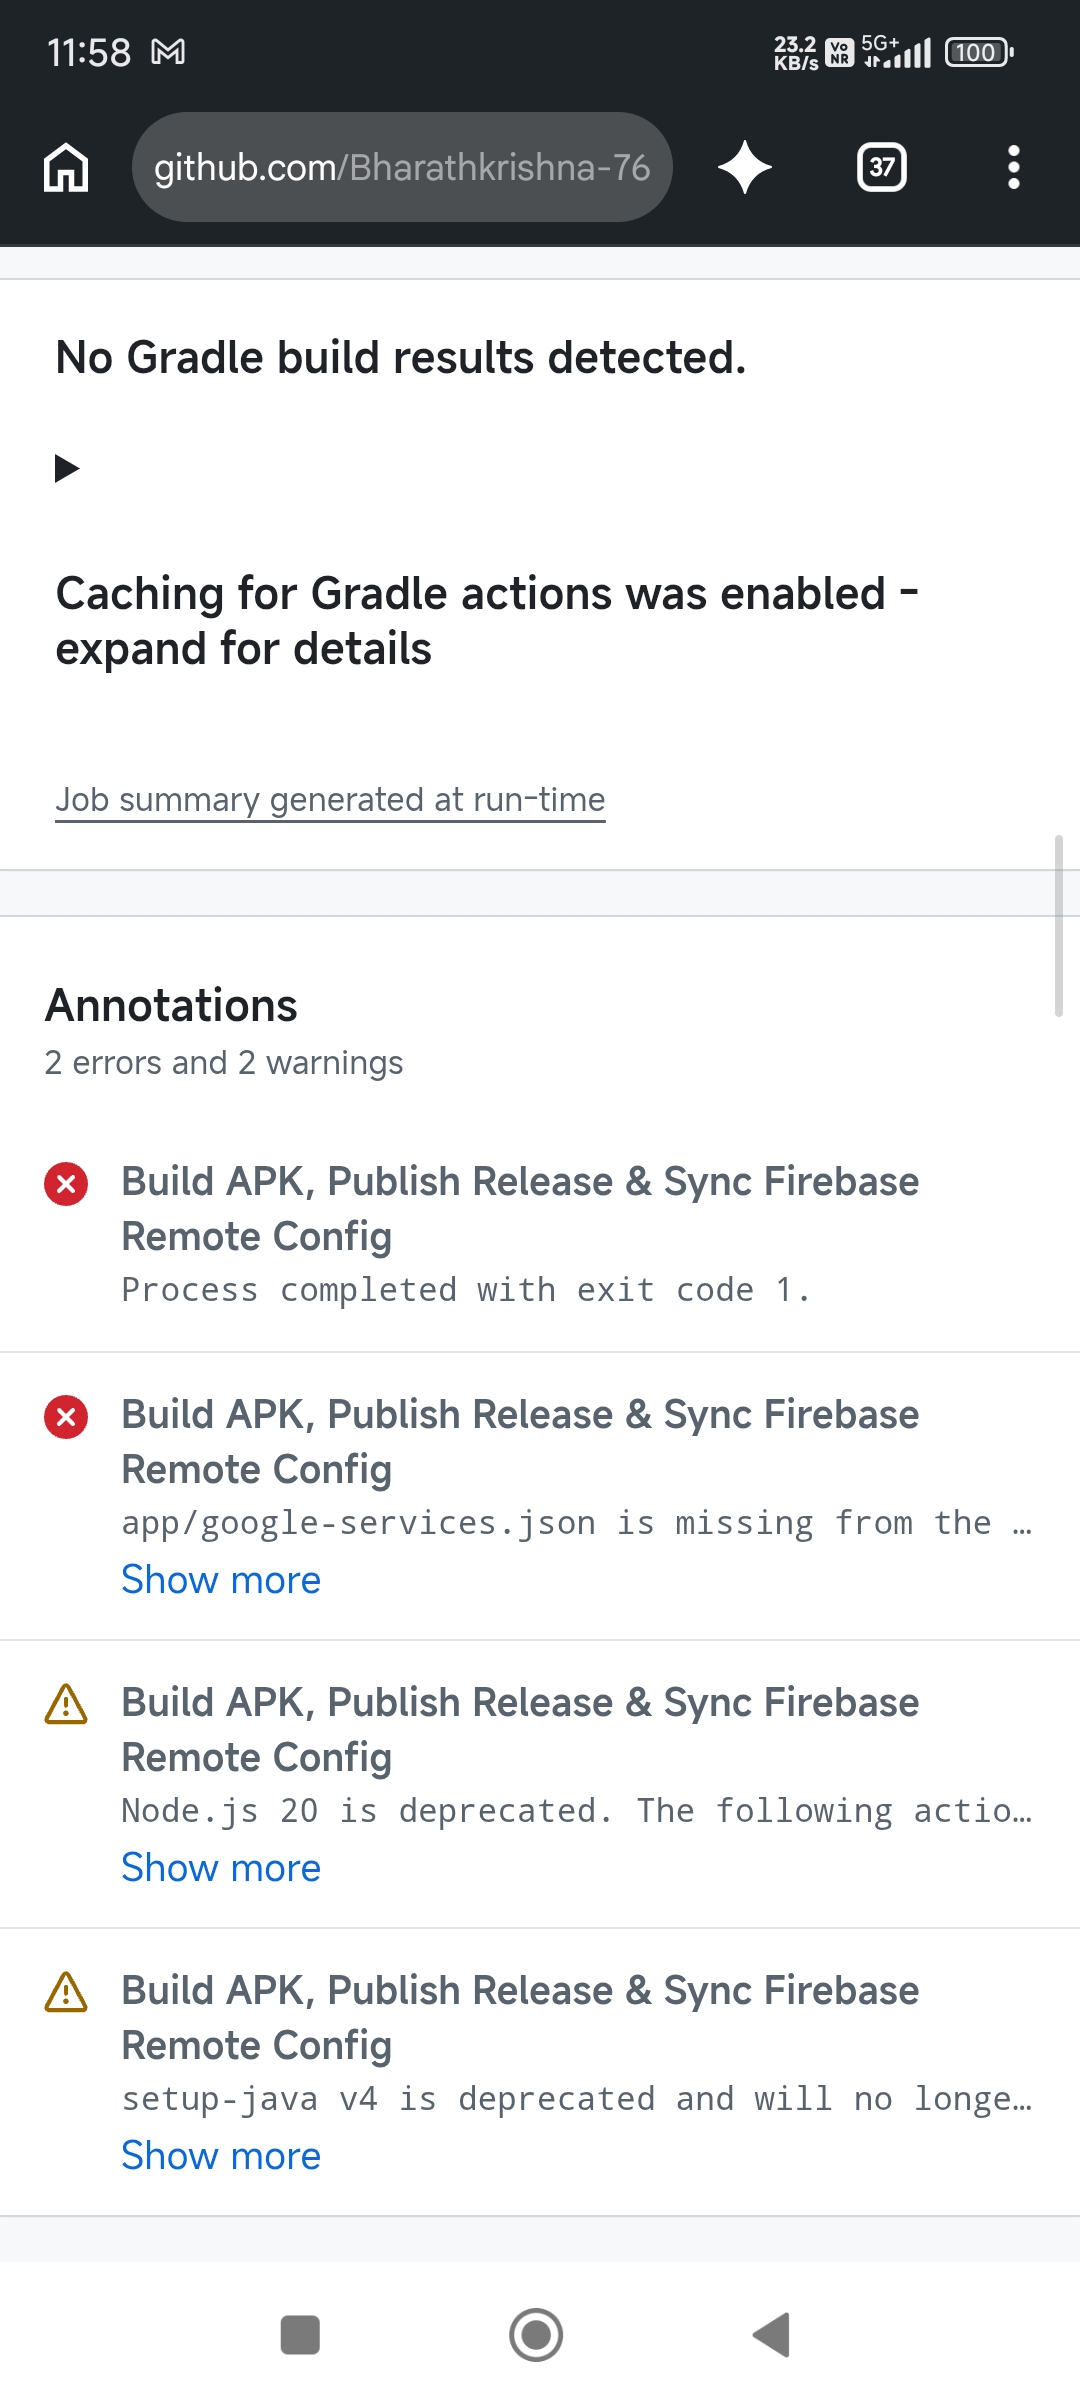 11:58
23.2
KB/s
Vo
NR
5G+
100
github.com/Bharathkrishna-76
37
No Gradle build results detected.
Caching for Gradle actions was enabled -
expand for details
Job summary generated at run-time
Annotations
2 errors and 2 warnings
Build APK, Publish Release & Sync Firebase
Remote Config
Process completed with exit code 1.
Build APK, Publish Release & Sync Firebase
Remote Config
app/google-services.json is missing from the …
Show more
Build APK, Publish Release & Sync Firebase
Remote Config
Node.js 20 is deprecated. The following actio…
Show more
Build APK, Publish Release & Sync Firebase
Remote Config
setup-java v4 is deprecated and will no longe…
Show more